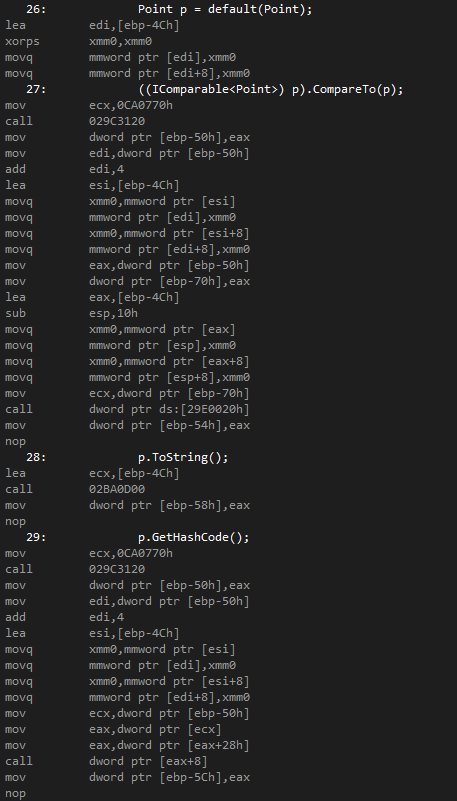 26: Point p = default(Point);
lea edi,[ebp-4Ch]
xorps xmm0,xmm0
movq mmword ptr [edi],xmm0
movq mmword ptr [edi+8],xmm0
27: ((IComparable<Point>) p).CompareTo(p);
mov ecx,0CA0770h
call 029C3120
mov dword ptr [ebp-50h],eax
mov edi,dword ptr [ebp-50h]
add edi,4
lea esi,[ebp-4Ch]
movq xmm0,mmword ptr [esi]
movq mmword ptr [edi],xmm0
movq xmm0,mmword ptr [esi+8]
movq mmword ptr [edi+8],xmm0
mov eax,dword ptr [ebp-50h]
mov dword ptr [ebp-70h],eax
lea eax,[ebp-4Ch]
sub esp,10h
movq xmm0,mmword ptr [eax]
movq mmword ptr [esp],xmm0
movq xmm0,mmword ptr [eax+8]
movq mmword ptr [esp+8],xmm0
mov ecx,dword ptr [ebp-70h]
call dword ptr ds:[29E0020h]
mov dword ptr [ebp-54h],eax
nop
28: p.ToString();
lea ecx,[ebp-4Ch]
call 02BA0D00
mov dword ptr [ebp-58h],eax
nop
29: p.GetHashCode();
mov ecx,0CA0770h
call 029C3120
mov dword ptr [ebp-50h],eax
mov edi,dword ptr [ebp-50h]
add edi,4
lea esi,[ebp-4Ch]
movq xmm0,mmword ptr [esi]
movq mmword ptr [edi],xmm0
movq xmm0,mmword ptr [esi+8]
movq mmword ptr [edi+8],xmm0
mov ecx,dword ptr [ebp-50h]
mov eax,dword ptr [ecx]
mov eax,dword ptr [eax+28h]
call dword ptr [eax+8]
mov dword ptr [ebp-5Ch],eax
nop